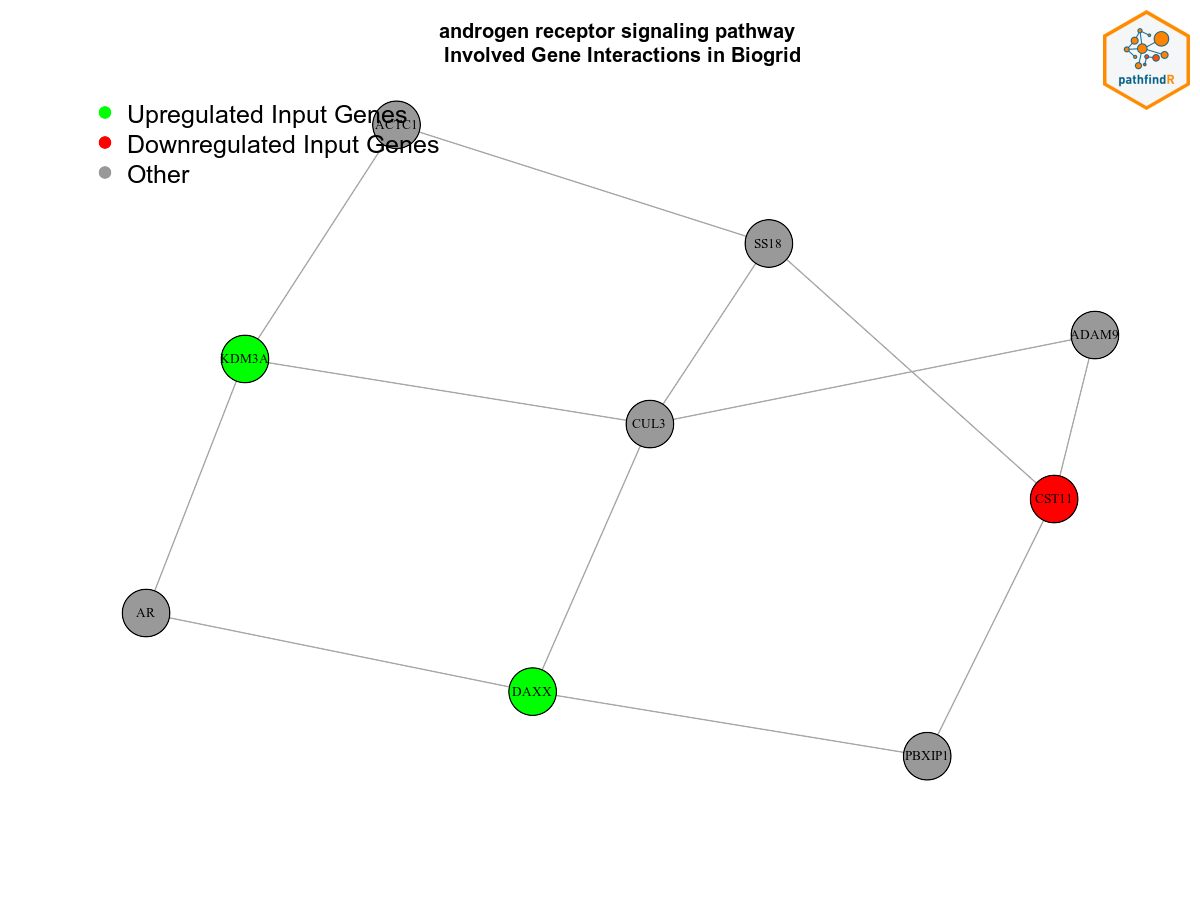 androgen receptor signaling pathway
Involved Gene Interactions in Biogrid
pathfindR
Upregulated Input Genes
Downregulated Input Genes
Other
ACTC1
SS18
ADAM9
KDM3A
CUL3
CST11
AR
DAXX
PBXIP1